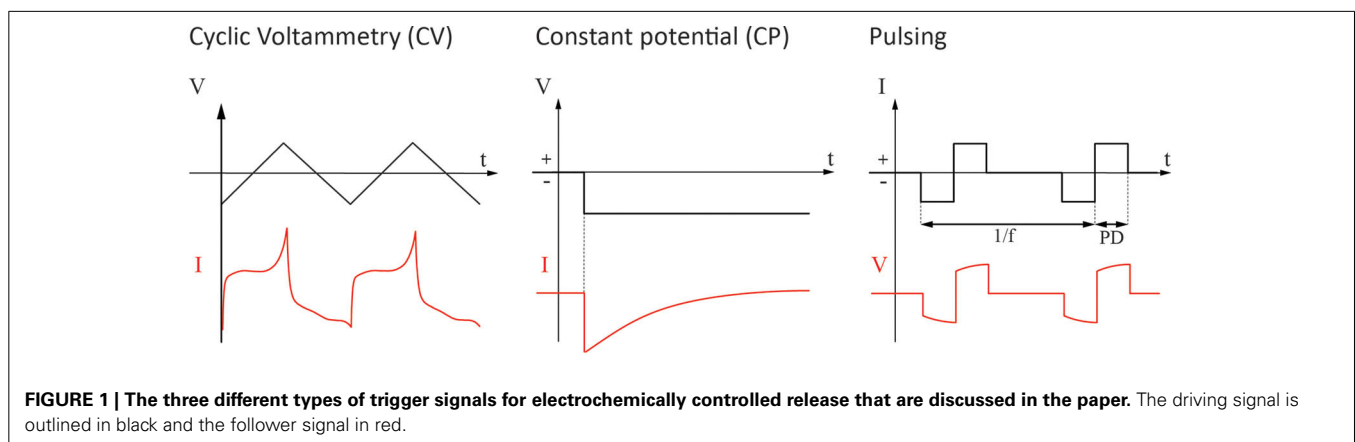 Cyclic Voltammetry (CV)
Constant potential (CP)
Pulsing
V
t
I
V
+
-
t
I
I
+
-
t
1/f
PD
V
FIGURE 1 | The three different types of trigger signals for electrochemically controlled release that are discussed in the paper. The driving signal is
outlined in black and the follower signal in red.